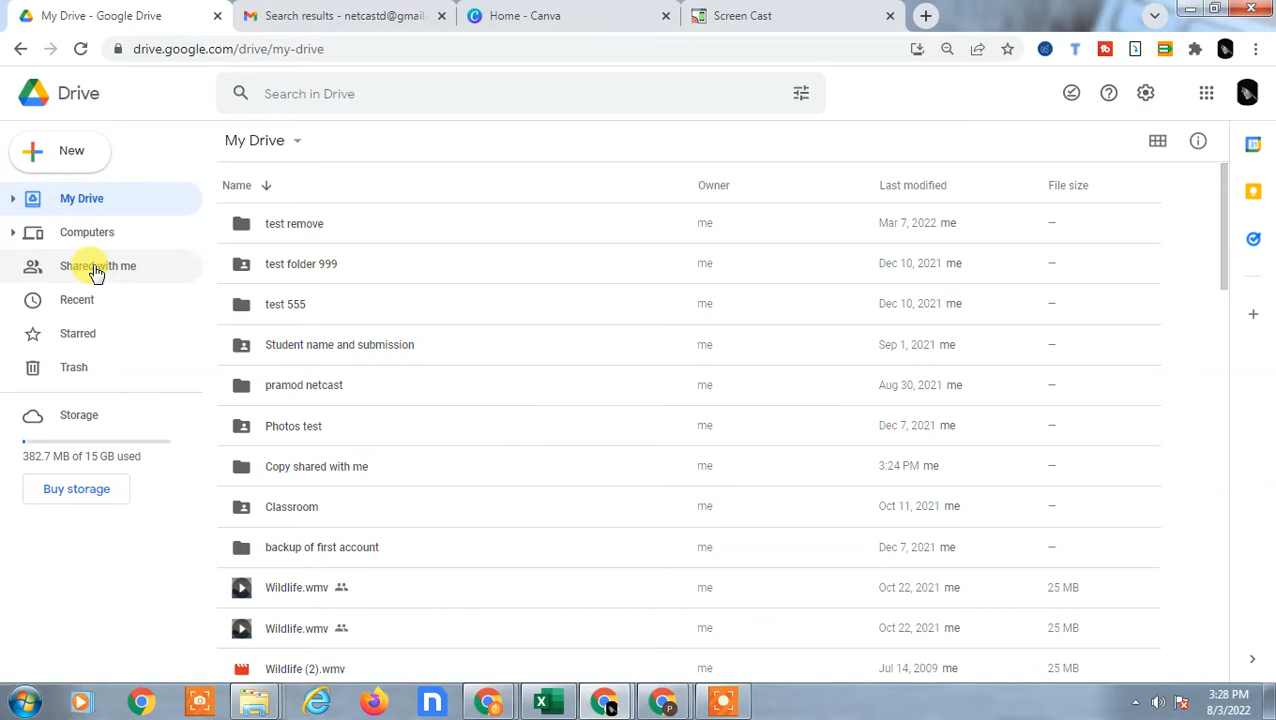 My Drive - Google Drive
Search results - netcastd@gmail
Home - Canva
Screen Cast
drive.google.com/drive/my-drive
Drive
Search in Drive
New
My Drive
Computers
Shared with me
Recent
Starred
Trash
Storage
382.7 MB of 15 GB used
Buy storage
My Drive
Name Owner Last modified File size
test remove me Mar 7, 2022 me —
test folder 999 me Dec 10, 2021 me —
test 555 me Dec 10, 2021 me —
Student name and submission me Sep 1, 2021 me —
pramod netcast me Aug 30, 2021 me —
Photos test me Dec 7, 2021 me —
Copy shared with me me 3:24 PM me —
Classroom me Oct 11, 2021 me —
backup of first account me Dec 7, 2021 me —
Wildlife.wmv me Oct 22, 2021 me 25 MB
Wildlife.wmv me Oct 22, 2021 me 25 MB
Wildlife (2).wmv me Jul 14, 2009 me 25 MB
3:28 PM
8/3/2022